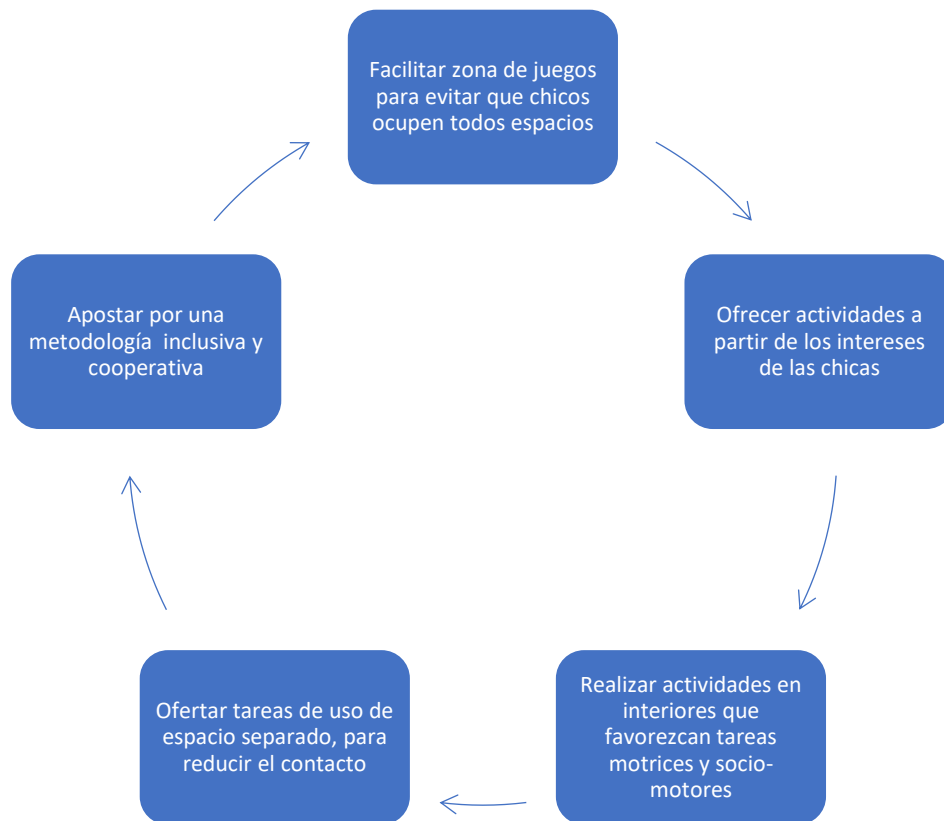 Facilitar zona de juegos
para evitar que chicos
ocupen todos espacios
Ofrecer actividades a
partir de los intereses
de las chicas
Realizar actividades en
interiores que
favorezcan tareas
motrices y socio-
motores
Ofertar tareas de uso de
espacio separado, para
reducir el contacto
Apostar por una
metodología  inclusiva y
cooperativa